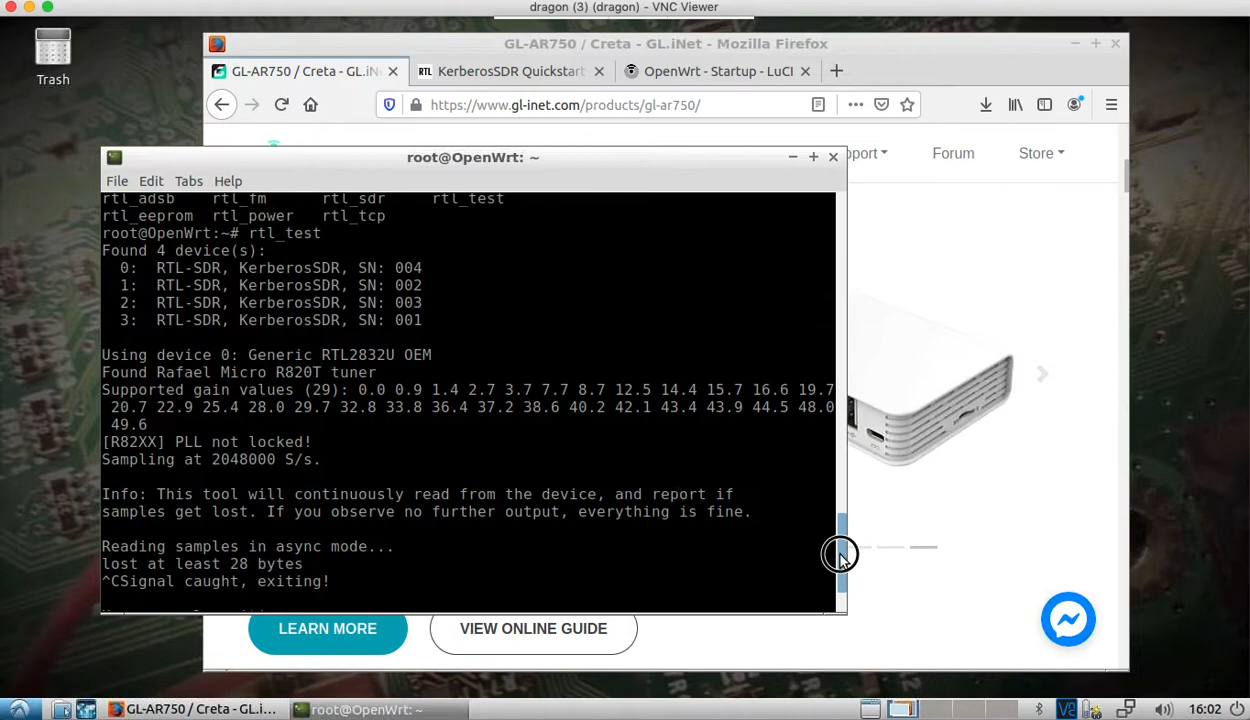 dragon (3) (dragon) - VNC Viewer
Trash
GL-AR750 / Creta - GL.iNet - Mozilla Firefox
GL-AR750 / Creta - GL.iNe
RTL KerberosSDR Quickstart
OpenWrt - Startup - LuCI
https://www.gl-inet.com/products/gl-ar750/
pport
Forum
Store
root@OpenWrt: ~
File Edit Tabs Help
rtl_adsb rtl_fm rtl_sdr rtl_test
rtl_eeprom rtl_power rtl_tcp
root@OpenWrt:~# rtl_test
Found 4 device(s):
0: RTL-SDR, KerberosSDR, SN: 004
1: RTL-SDR, KerberosSDR, SN: 002
2: RTL-SDR, KerberosSDR, SN: 003
3: RTL-SDR, KerberosSDR, SN: 001
Using device 0: Generic RTL2832U OEM
Found Rafael Micro R820T tuner
Supported gain values (29): 0.0 0.9 1.4 2.7 3.7 7.7 8.7 12.5 14.4 15.7 16.6 19.7
20.7 22.9 25.4 28.0 29.7 32.8 33.8 36.4 37.2 38.6 40.2 42.1 43.4 43.9 44.5 48.0
49.6
[R82XX] PLL not locked!
Sampling at 2048000 S/s.
Info: This tool will continuously read from the device, and report if
samples get lost. If you observe no further output, everything is fine.
Reading samples in async mode...
lost at least 28 bytes
^CSignal caught, exiting!
LEARN MORE
VIEW ONLINE GUIDE
GL-AR750 / Creta - GL.i...
root@OpenWrt: ~
16:02